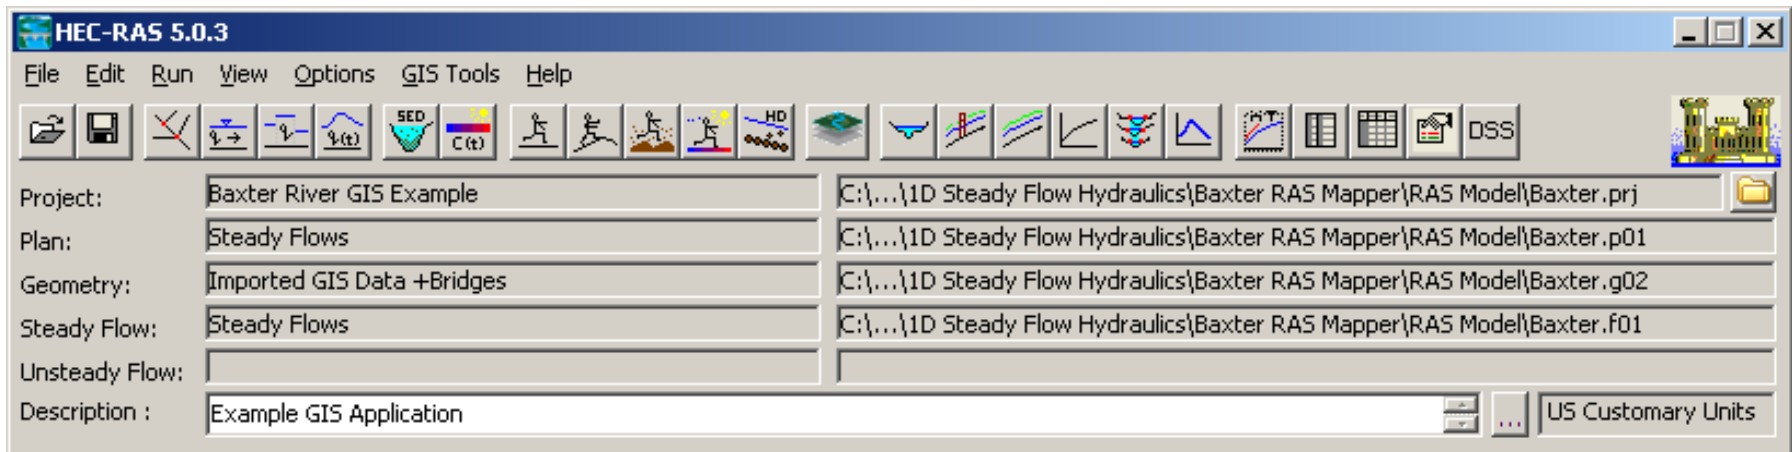 HEC-RAS 5.0.3
File Edit Run View Options GIS Tools Help
SED C(t) HD DSS
Project: Baxter River GIS Example C:\...\1D Steady Flow Hydraulics\Baxter RAS Mapper\RAS Model\Baxter.prj
Plan: Steady Flows C:\...\1D Steady Flow Hydraulics\Baxter RAS Mapper\RAS Model\Baxter.p01
Geometry: Imported GIS Data +Bridges C:\...\1D Steady Flow Hydraulics\Baxter RAS Mapper\RAS Model\Baxter.g02
Steady Flow: Steady Flows C:\...\1D Steady Flow Hydraulics\Baxter RAS Mapper\RAS Model\Baxter.f01
Unsteady Flow:
Description : Example GIS Application ... US Customary Units